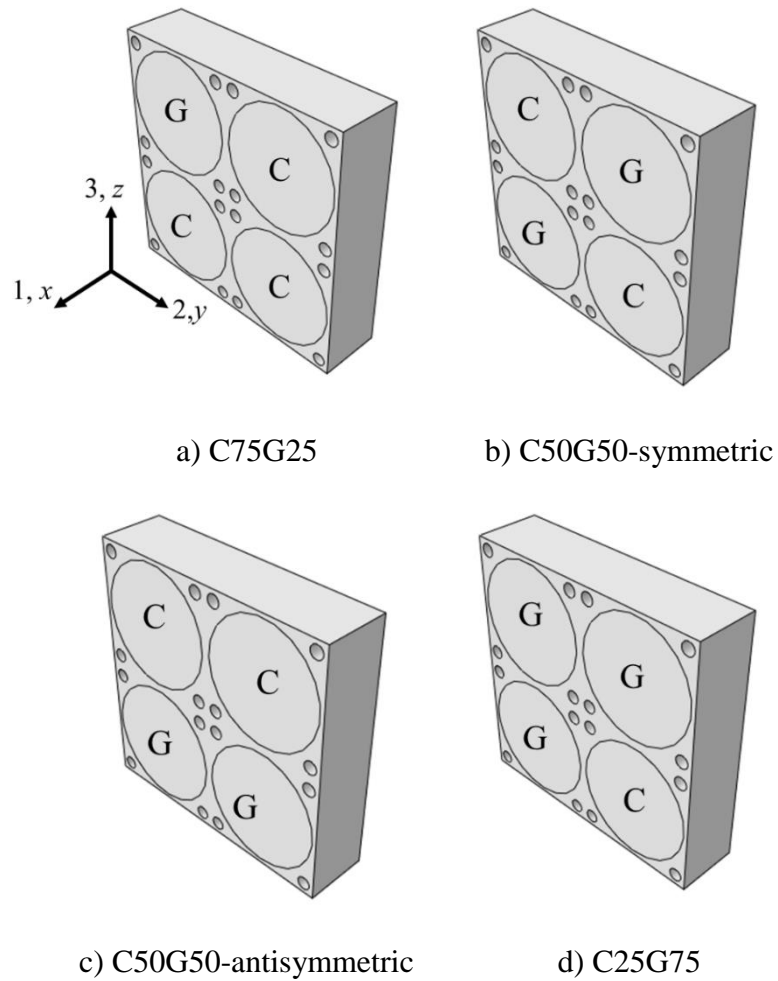 G
C
C
C
3, z
1, x
2,y
C
G
G
C
a) C75G25
b) C50G50-symmetric
C
C
G
G
G
G
G
C
c) C50G50-antisymmetric
d) C25G75